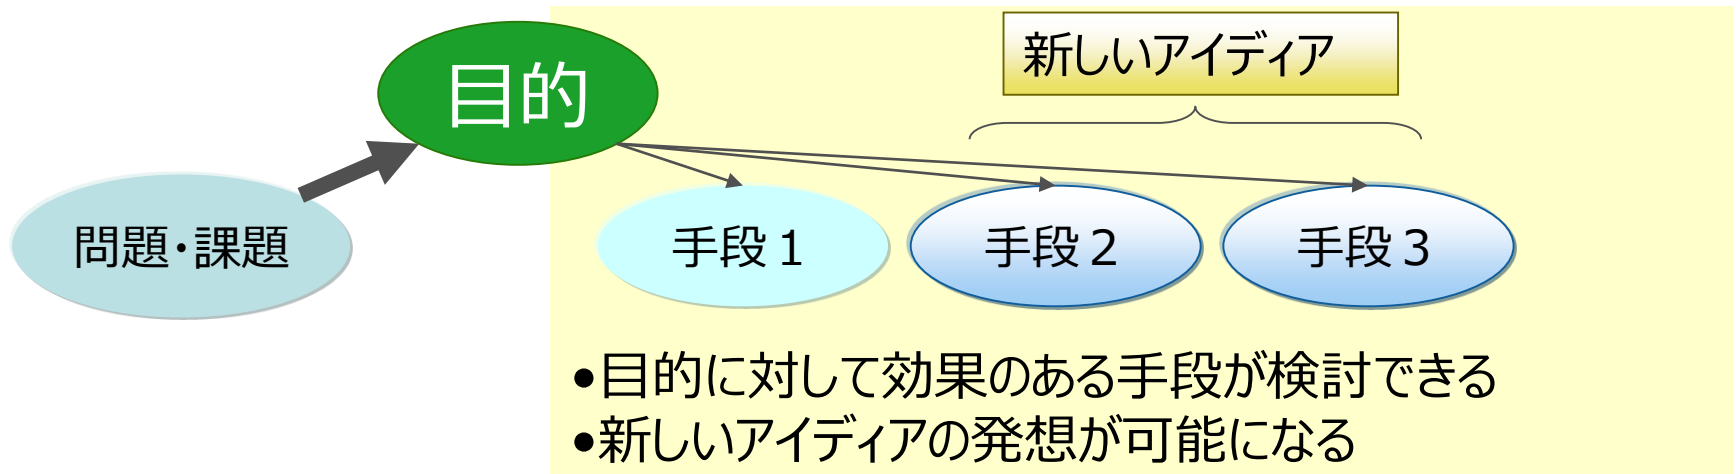 目的
新しいアイディア
問題・課題
手段１
手段２
手段３
•目的に対して効果のある手段が検討できる
•新しいアイディアの発想が可能になる